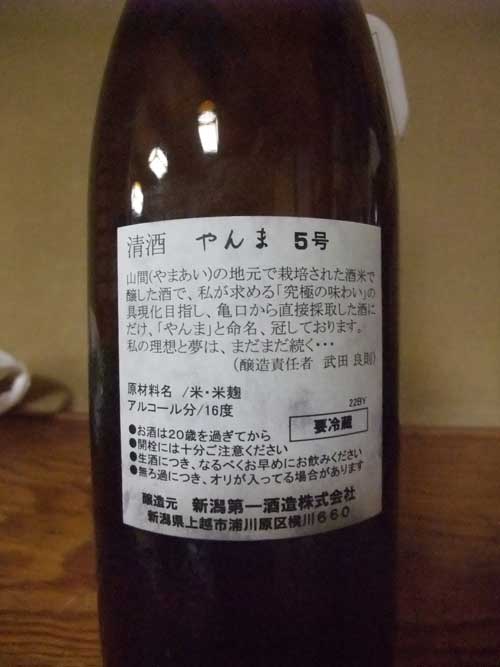 清酒 やんま 5号
山間(やまあい)の地元で栽培された酒米で
醸した酒で、私が求める「究極の味わい」の
具現化目指し、亀口から直接採取した酒に
だけ、「やんま」と命名、冠しております。
私の理想と夢は、まだまだ続く・・・
(醸造責任者 武田 良則)
原材料名 /米・米麹
アルコール分/16度
22BY
要冷蔵
●お酒は20歳を過ぎてから
●開栓には十分ご注意ください
●生酒につき、なるべくお早めにお飲みください
●無ろ過につき、オリが入ってる場合があります
醸造元 新潟第一酒造株式会社
新潟県上越市浦川原区横川660